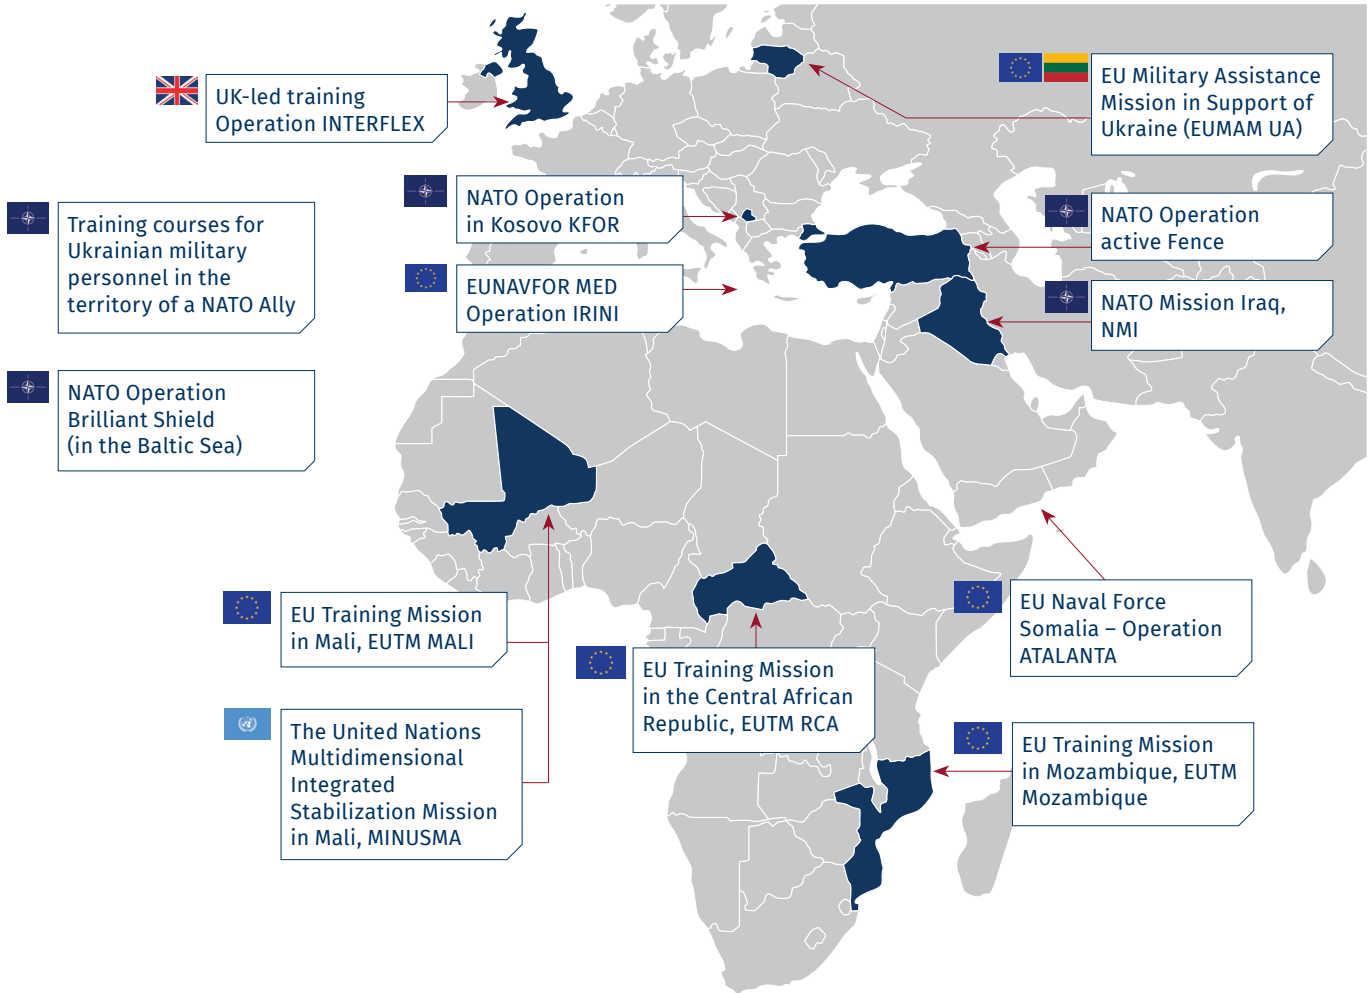 UK-led training
Operation INTERFLEX
EU Military Assistance
Mission in Support of
Ukraine (EUMAM UA)
NATO Operation
in Kosovo KFOR
NATO Operation
active Fence
Training courses for
Ukrainian military
personnel in the
territory of a NATO Ally
EUNAVFOR MED
Operation IRINI
NATO Mission Iraq,
NMI
NATO Operation
Brilliant Shield
(in the Baltic Sea)
EU Training Mission
in Mali, EUTM MALI
EU Naval Force
Somalia – Operation
ATALANTA
EU Training Mission
in the Central African
Republic, EUTM RCA
The United Nations
Multidimensional
Integrated
Stabilization Mission
in Mali, MINUSMA
EU Training Mission
in Mozambique, EUTM
Mozambique